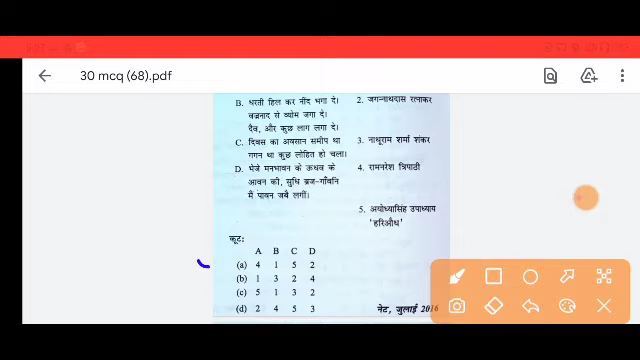 30 mcq (68).pdf
B. धरती हिल कर नींद भगा दे। 2. जगन्नाथदास रत्नाकर
वज्रनाद से व्योम जगा दे।
दैव, और कुछ लाग लगा दे।
C. दिवस का अवसान समीप था 3. नाथूराम शर्मा शंकर
गगन था कुछ लोहित हो चला।
D. भेजे मनभावन के ऊधव के 4. रामनरेश त्रिपाठी
आवन की, सुधि ब्रज-गाँवनि
में पावन जबै लगीं।
5. अयोध्यासिंह उपाध्याय
'हरिऔध'
कूटः
A B C D
(a) 4 1 5 2
(b) 1 3 2 4
(c) 5 1 3 2
(d) 2 4 5 3 नेट, जुलाई 2016